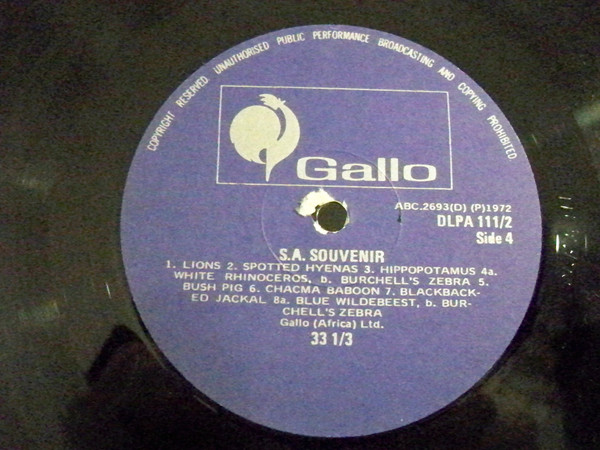 COPYRIGHT RESERVED UNAUTHORISED PUBLIC PERFORMANCE BROADCASTING AND COPYING PROHIBITED
Gallo
ABC.2693(D) (P)1972
DLPA 111/2
Side 4
S.A. SOUVENIR
1. LIONS 2. SPOTTED HYENAS 3. HIPPOPOTAMUS 4a.
WHITE RHINOCEROS, b. BURCHELL'S ZEBRA 5.
BUSH PIG 6. CHACMA BABOON 7. BLACKBACK-
ED JACKAL 8a. BLUE WILDEBEEST, b. BUR-
CHELL'S ZEBRA
Gallo (Africa) Ltd.
33 1/3